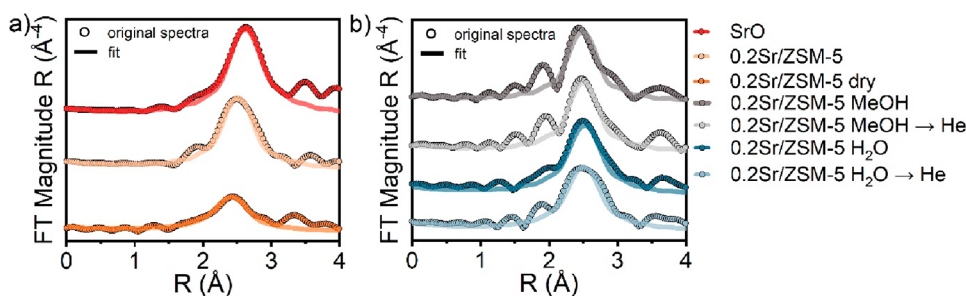 a)
FT Magnitude R (Å⁻⁴)
original spectra
fit
0 1 2 3 4
R (Å)
b)
FT Magnitude R (Å⁻⁴)
original spectra
fit
0 1 2 3 4
R (Å)
SrO
0.2Sr/ZSM-5
0.2Sr/ZSM-5 dry
0.2Sr/ZSM-5 MeOH
0.2Sr/ZSM-5 MeOH → He
0.2Sr/ZSM-5 H₂O
0.2Sr/ZSM-5 H₂O → He